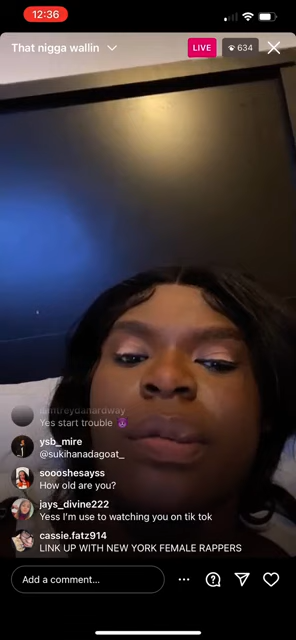 12:36
That nigga wallin
LIVE
634
iamtreydahardway
Yes start trouble 😈
ysb_mire
@sukihanadagoat_
soooshesayss
How old are you?
jays_divine222
Yess I'm use to watching you on tik tok
cassie.fatz914
LINK UP WITH NEW YORK FEMALE RAPPERS
Add a comment...